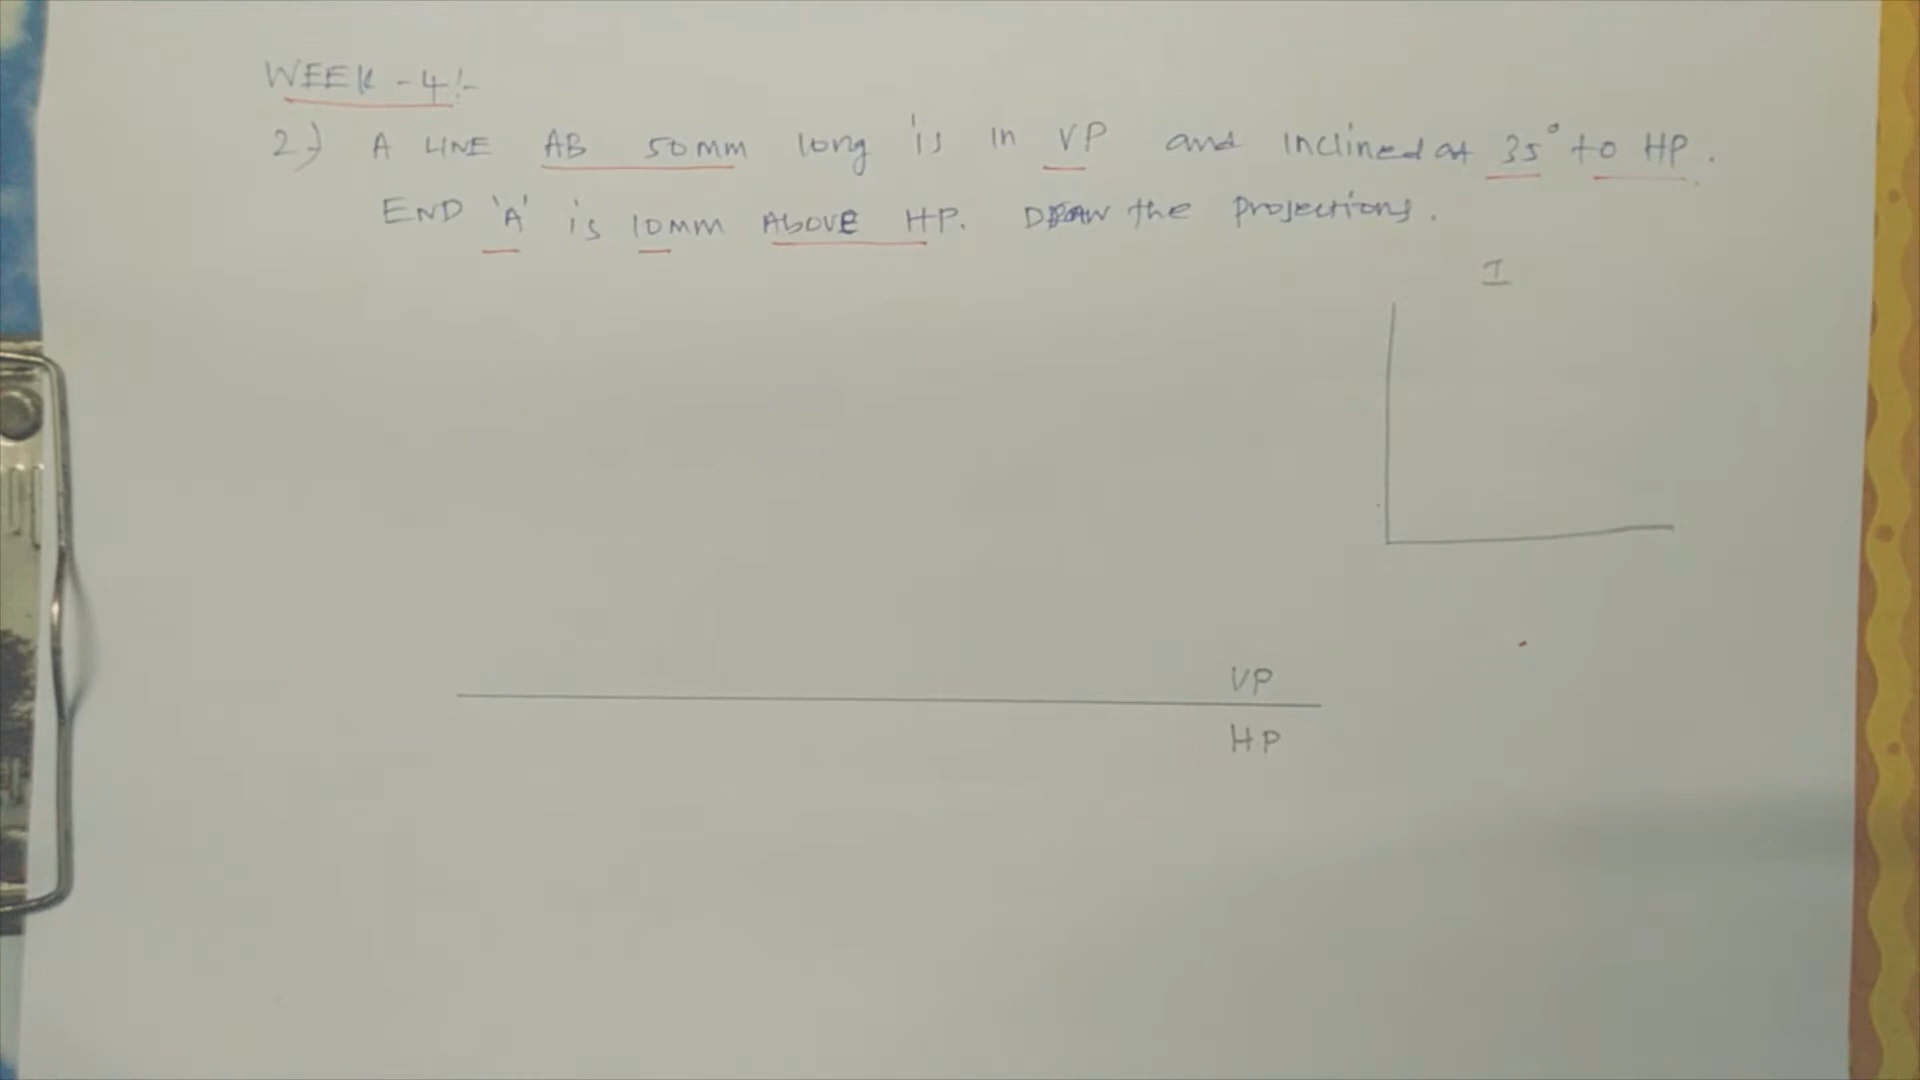 WEEK - 4:-
2.) A LINE AB 50mm long is in VP and inclined at 35° to HP.
END 'A' is 10mm ABOVE HP. DRAW the projections.
I
VP
HP